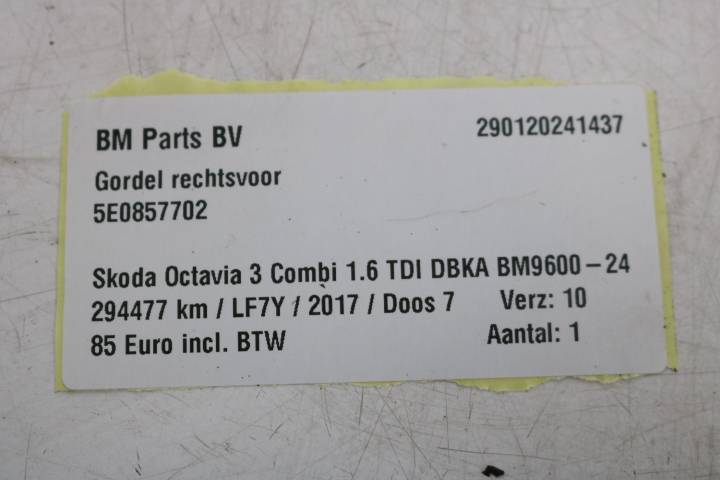 BM Parts BV 290120241437
Gordel rechtsvoor
5E0857702
Skoda Octavia 3 Combi 1.6 TDI DBKA BM9600-24
294477 km / LF7Y / 2017 / Doos 7 Verz: 10
85 Euro incl. BTW Aantal: 1